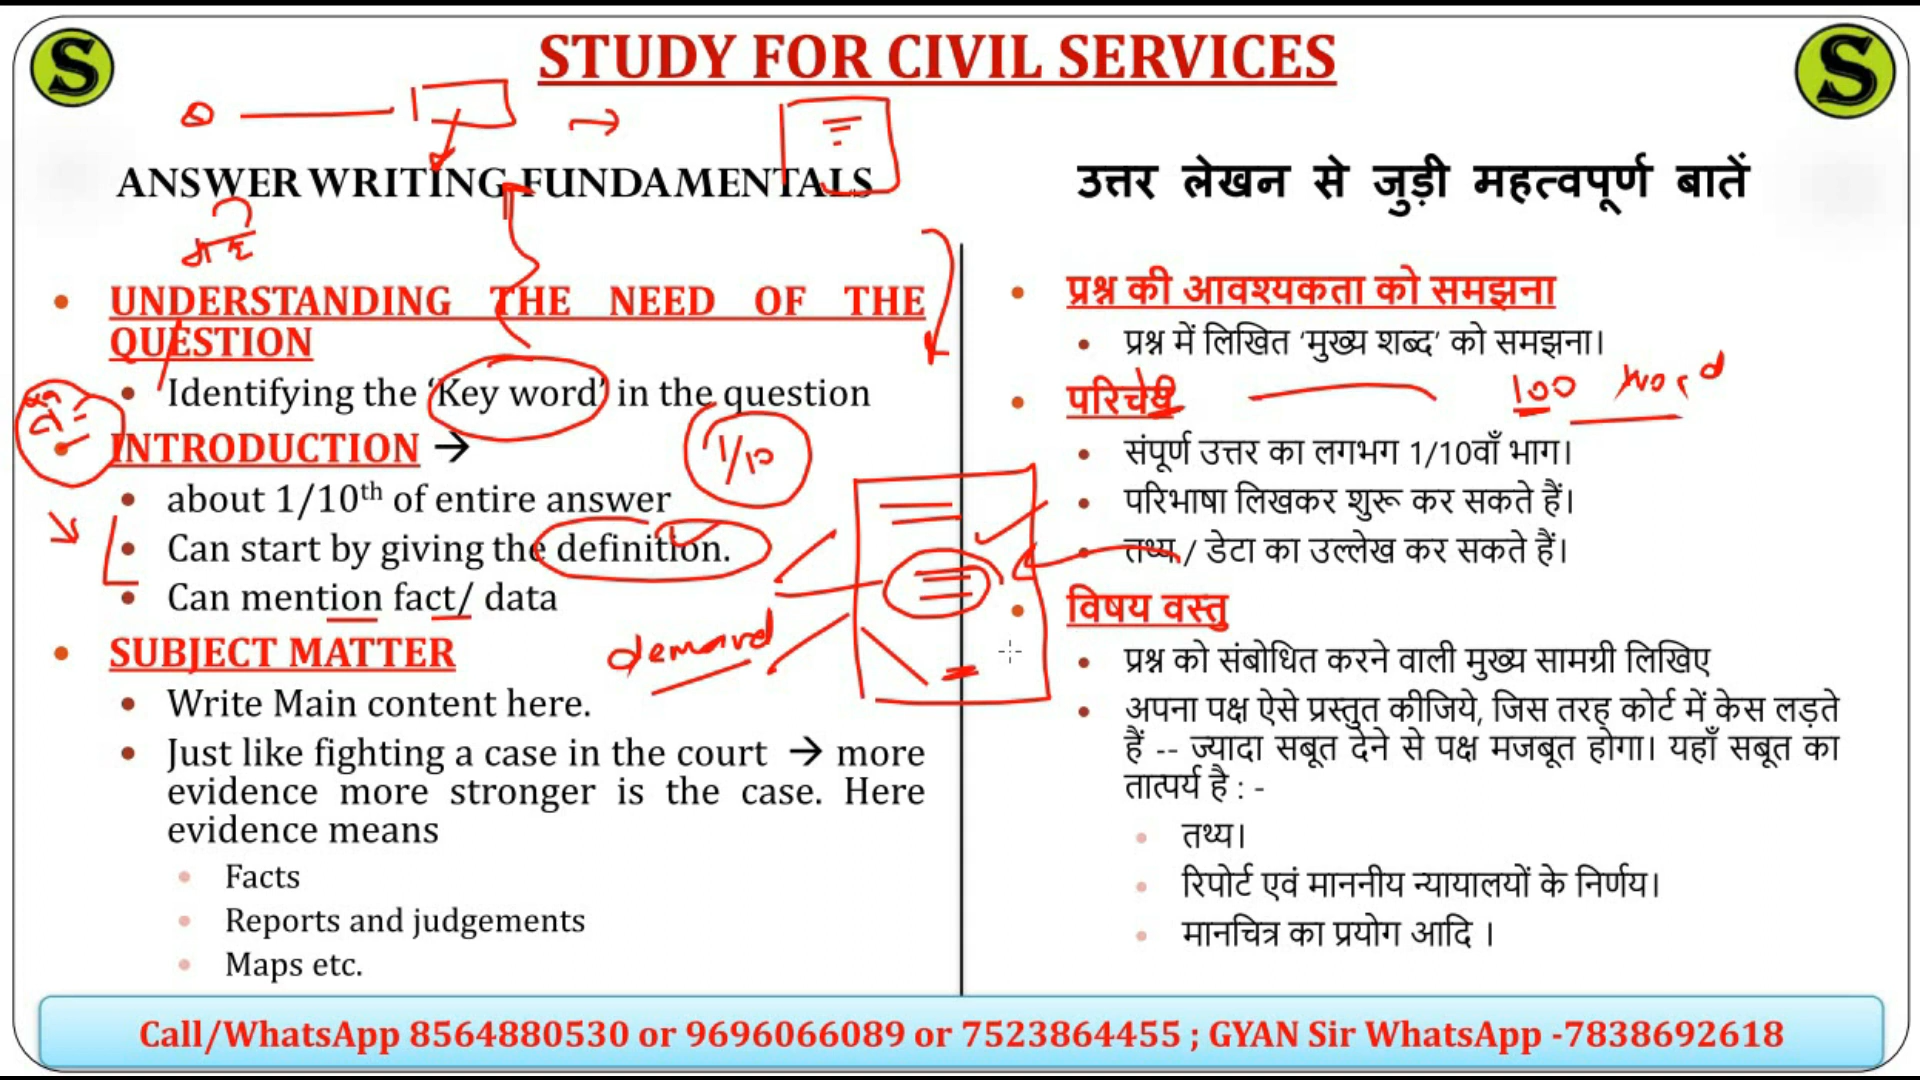 S
STUDY FOR CIVIL SERVICES
S
ANSWER WRITING FUNDAMENTALS
UNDERSTANDING THE NEED OF THE
QUESTION
Identifying the ‘Key word’ in the question
INTRODUCTION →
1/10
about 1/10th of entire answer
Can start by giving the definition.
Can mention fact/ data
demand
SUBJECT MATTER
Write Main content here.
Just like fighting a case in the court → more
evidence more stronger is the case. Here
evidence means
Facts
Reports and judgements
Maps etc.
उत्तर लेखन से जुड़ी महत्वपूर्ण बातें
प्रश्न की आवश्यकता को समझना
प्रश्न में लिखित ‘मुख्य शब्द’ को समझना।
परिचय
10
100 word
संपूर्ण उत्तर का लगभग 1/10वाँ भाग।
परिभाषा लिखकर शुरू कर सकते हैं।
तथ्य / डेटा का उल्लेख कर सकते हैं।
विषय वस्तु
प्रश्न को संबोधित करने वाली मुख्य सामग्री लिखिए
अपना पक्ष ऐसे प्रस्तुत कीजिये, जिस तरह कोर्ट में केस लड़ते
हैं -- ज्यादा सबूत देने से पक्ष मजबूत होगा। यहाँ सबूत का
तात्पर्य है : -
तथ्य।
रिपोर्ट एवं माननीय न्यायालयों के निर्णय।
मानचित्र का प्रयोग आदि ।
Call/WhatsApp 8564880530 or 9696066089 or 7523864455 ; GYAN Sir WhatsApp -7838692618